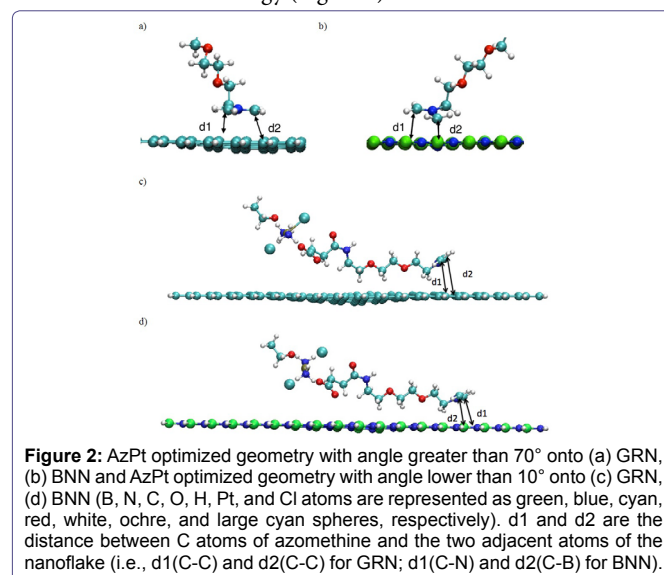 a)
b)
d1
d2
d1
d2
c)
d1
d2
d)
d2
d1
Figure 2: AzPt optimized geometry with angle greater than 70° onto (a) GRN,
(b) BNN and AzPt optimized geometry with angle lower than 10° onto (c) GRN,
(d) BNN (B, N, C, O, H, Pt, and Cl atoms are represented as green, blue, cyan,
red, white, ochre, and large cyan spheres, respectively). d1 and d2 are the
distance between C atoms of azomethine and the two adjacent atoms of the
nanoflake (i.e., d1(C-C) and d2(C-C) for GRN; d1(C-N) and d2(C-B) for BNN).